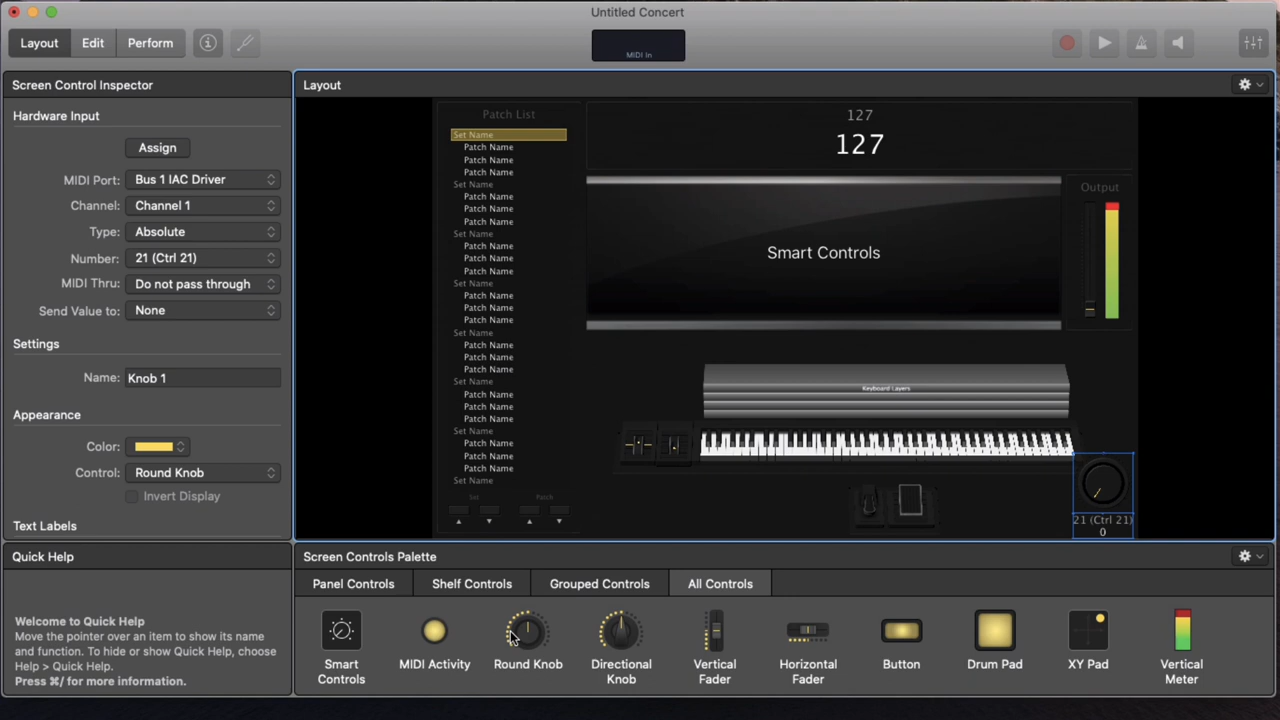 Untitled Concert
Layout
Edit
Perform
MIDI In
Screen Control Inspector
Hardware Input
Assign
MIDI Port: Bus 1 IAC Driver
Channel: Channel 1
Type: Absolute
Number: 21 (Ctrl 21)
MIDI Thru: Do not pass through
Send Value to: None
Settings
Name: Knob 1
Appearance
Color:
Control: Round Knob
Invert Display
Text Labels
Quick Help
Welcome to Quick Help
Move the pointer over an item to show its name
and function. To hide or show Quick Help, choose
Help > Quick Help.
Press ⌘/ for more information.
Layout
Patch List
Set Name
Patch Name
Patch Name
Patch Name
Set Name
Patch Name
Patch Name
Patch Name
Set Name
Patch Name
Patch Name
Patch Name
Set Name
Patch Name
Patch Name
Patch Name
Set Name
Patch Name
Patch Name
Patch Name
Set Name
Patch Name
Patch Name
Patch Name
Set Name
Patch Name
Patch Name
Patch Name
Set Name
Set
Patch
127
127
Smart Controls
Output
Keyboard Layers
21 (Ctrl 21)
0
Screen Controls Palette
Panel Controls
Shelf Controls
Grouped Controls
All Controls
Smart
Controls
MIDI Activity
Round Knob
Directional
Knob
Vertical
Fader
Horizontal
Fader
Button
Drum Pad
XY Pad
Vertical
Meter